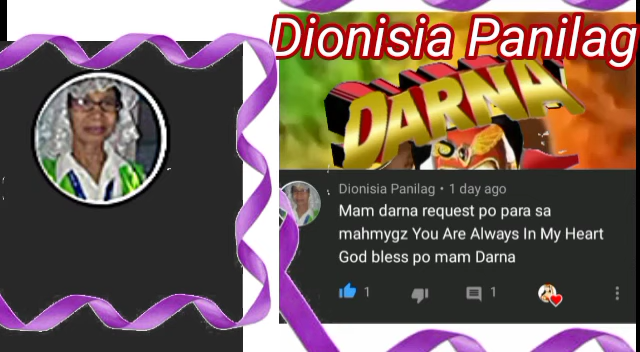 Dionisia Panilag
DARNA
Dionisia Panilag • 1 day ago
Mam darna request po para sa
mahmygz You Are Always In My Heart
God bless po mam Darna
1 1